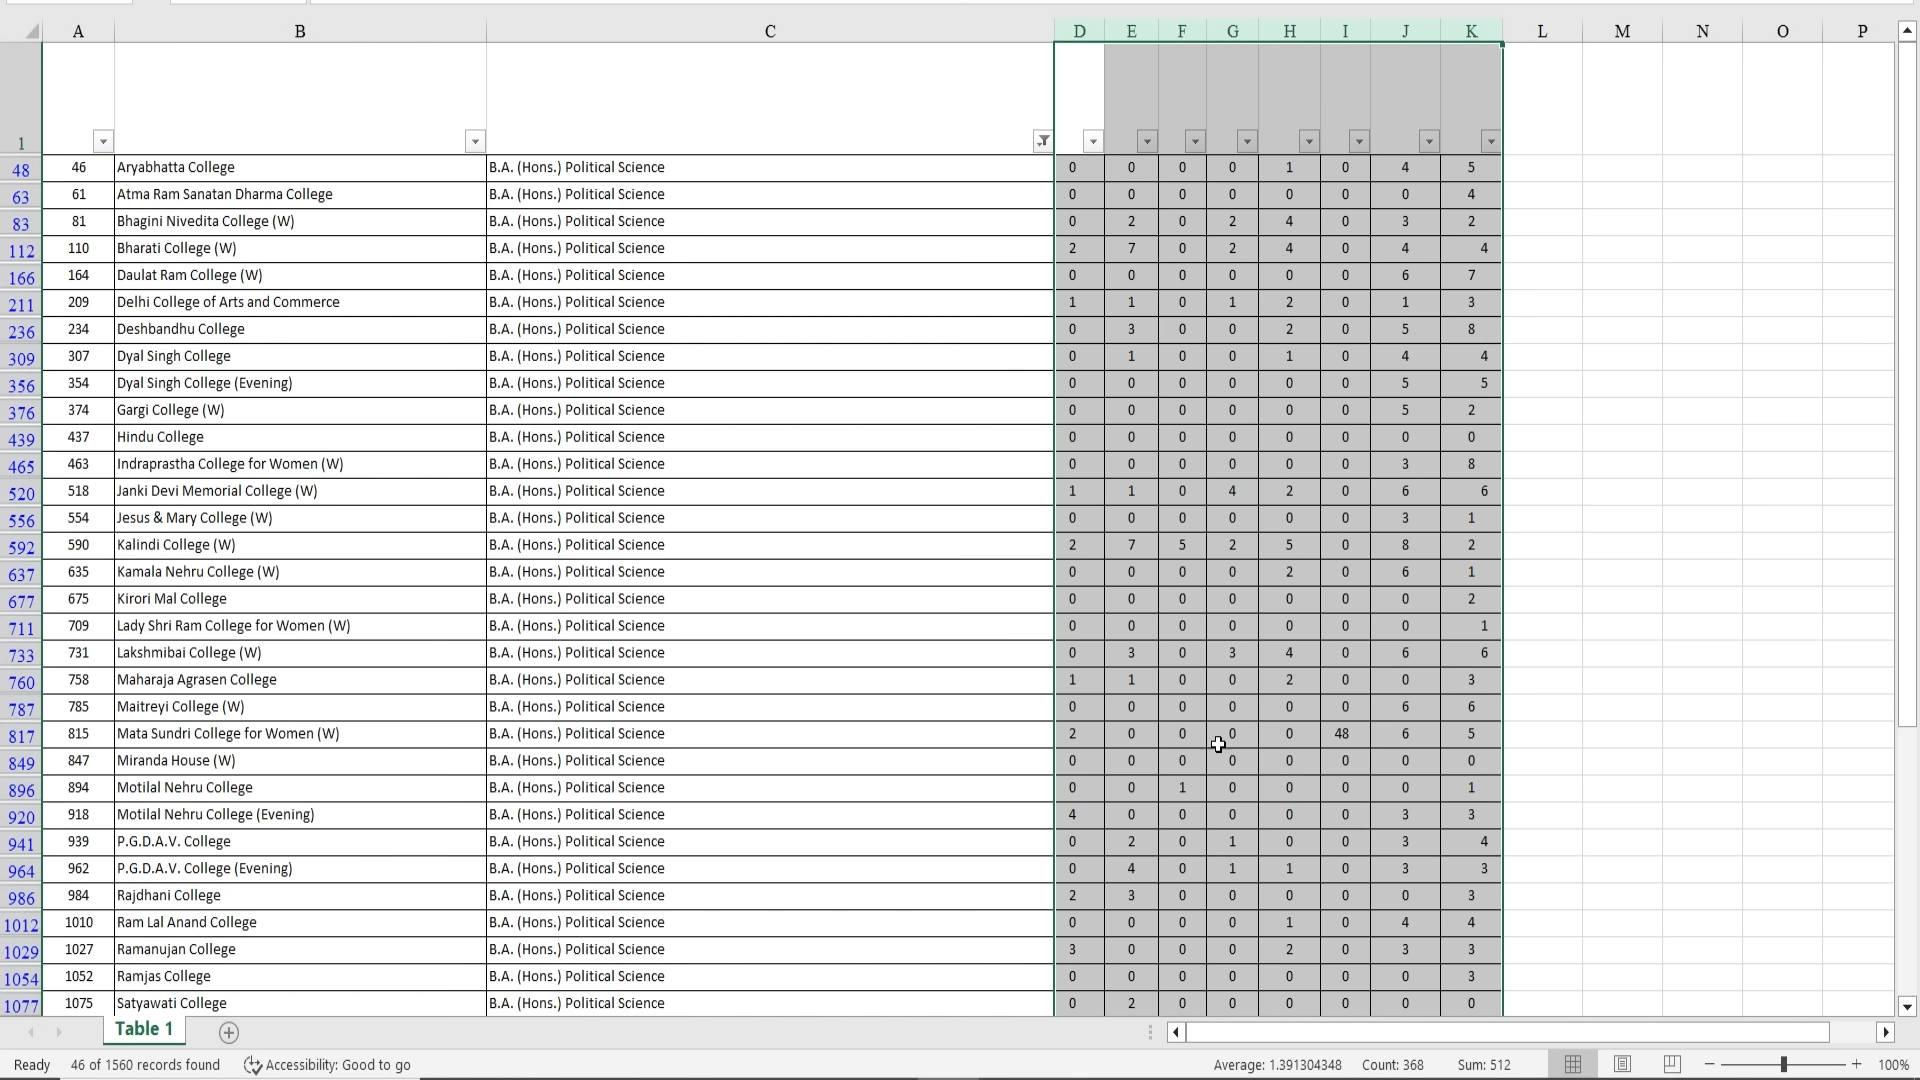 A B C D E F G H I J K L M N O P
1
48 46 Aryabhatta College B.A. (Hons.) Political Science 0 0 0 0 1 0 4 5
63 61 Atma Ram Sanatan Dharma College B.A. (Hons.) Political Science 0 0 0 0 0 0 0 4
83 81 Bhagini Nivedita College (W) B.A. (Hons.) Political Science 0 2 0 2 4 0 3 2
112 110 Bharati College (W) B.A. (Hons.) Political Science 2 7 0 2 4 0 4 4
166 164 Daulat Ram College (W) B.A. (Hons.) Political Science 0 0 0 0 0 0 6 7
211 209 Delhi College of Arts and Commerce B.A. (Hons.) Political Science 1 1 0 1 2 0 1 3
236 234 Deshbandhu College B.A. (Hons.) Political Science 0 3 0 0 2 0 5 8
309 307 Dyal Singh College B.A. (Hons.) Political Science 0 1 0 0 1 0 4 4
356 354 Dyal Singh College (Evening) B.A. (Hons.) Political Science 0 0 0 0 0 0 5 5
376 374 Gargi College (W) B.A. (Hons.) Political Science 0 0 0 0 0 0 5 2
439 437 Hindu College B.A. (Hons.) Political Science 0 0 0 0 0 0 0 0
465 463 Indraprastha College for Women (W) B.A. (Hons.) Political Science 0 0 0 0 0 0 3 8
520 518 Janki Devi Memorial College (W) B.A. (Hons.) Political Science 1 1 0 4 2 0 6 6
556 554 Jesus & Mary College (W) B.A. (Hons.) Political Science 0 0 0 0 0 0 3 1
592 590 Kalindi College (W) B.A. (Hons.) Political Science 2 7 5 2 5 0 8 2
637 635 Kamala Nehru College (W) B.A. (Hons.) Political Science 0 0 0 0 2 0 6 1
677 675 Kirori Mal College B.A. (Hons.) Political Science 0 0 0 0 0 0 0 2
711 709 Lady Shri Ram College for Women (W) B.A. (Hons.) Political Science 0 0 0 0 0 0 0 1
733 731 Lakshmibai College (W) B.A. (Hons.) Political Science 0 3 0 3 4 0 6 6
760 758 Maharaja Agrasen College B.A. (Hons.) Political Science 1 1 0 0 2 0 0 3
787 785 Maitreyi College (W) B.A. (Hons.) Political Science 0 0 0 0 0 0 6 6
817 815 Mata Sundri College for Women (W) B.A. (Hons.) Political Science 2 0 0 0 0 48 6 5
849 847 Miranda House (W) B.A. (Hons.) Political Science 0 0 0 0 0 0 0 0
896 894 Motilal Nehru College B.A. (Hons.) Political Science 0 0 1 0 0 0 0 1
920 918 Motilal Nehru College (Evening) B.A. (Hons.) Political Science 4 0 0 0 0 0 3 3
941 939 P.G.D.A.V. College B.A. (Hons.) Political Science 0 2 0 1 0 0 3 4
964 962 P.G.D.A.V. College (Evening) B.A. (Hons.) Political Science 0 4 0 1 1 0 3 3
986 984 Rajdhani College B.A. (Hons.) Political Science 2 3 0 0 0 0 0 3
1012 1010 Ram Lal Anand College B.A. (Hons.) Political Science 0 0 0 0 1 0 4 4
1029 1027 Ramanujan College B.A. (Hons.) Political Science 3 0 0 0 2 0 3 3
1054 1052 Ramjas College B.A. (Hons.) Political Science 0 0 0 0 0 0 0 3
1077 1075 Satyawati College B.A. (Hons.) Political Science 0 2 0 0 0 0 0 0
Table 1
Ready 46 of 1560 records found Accessibility: Good to go Average: 1.391304348 Count: 368 Sum: 512 100%